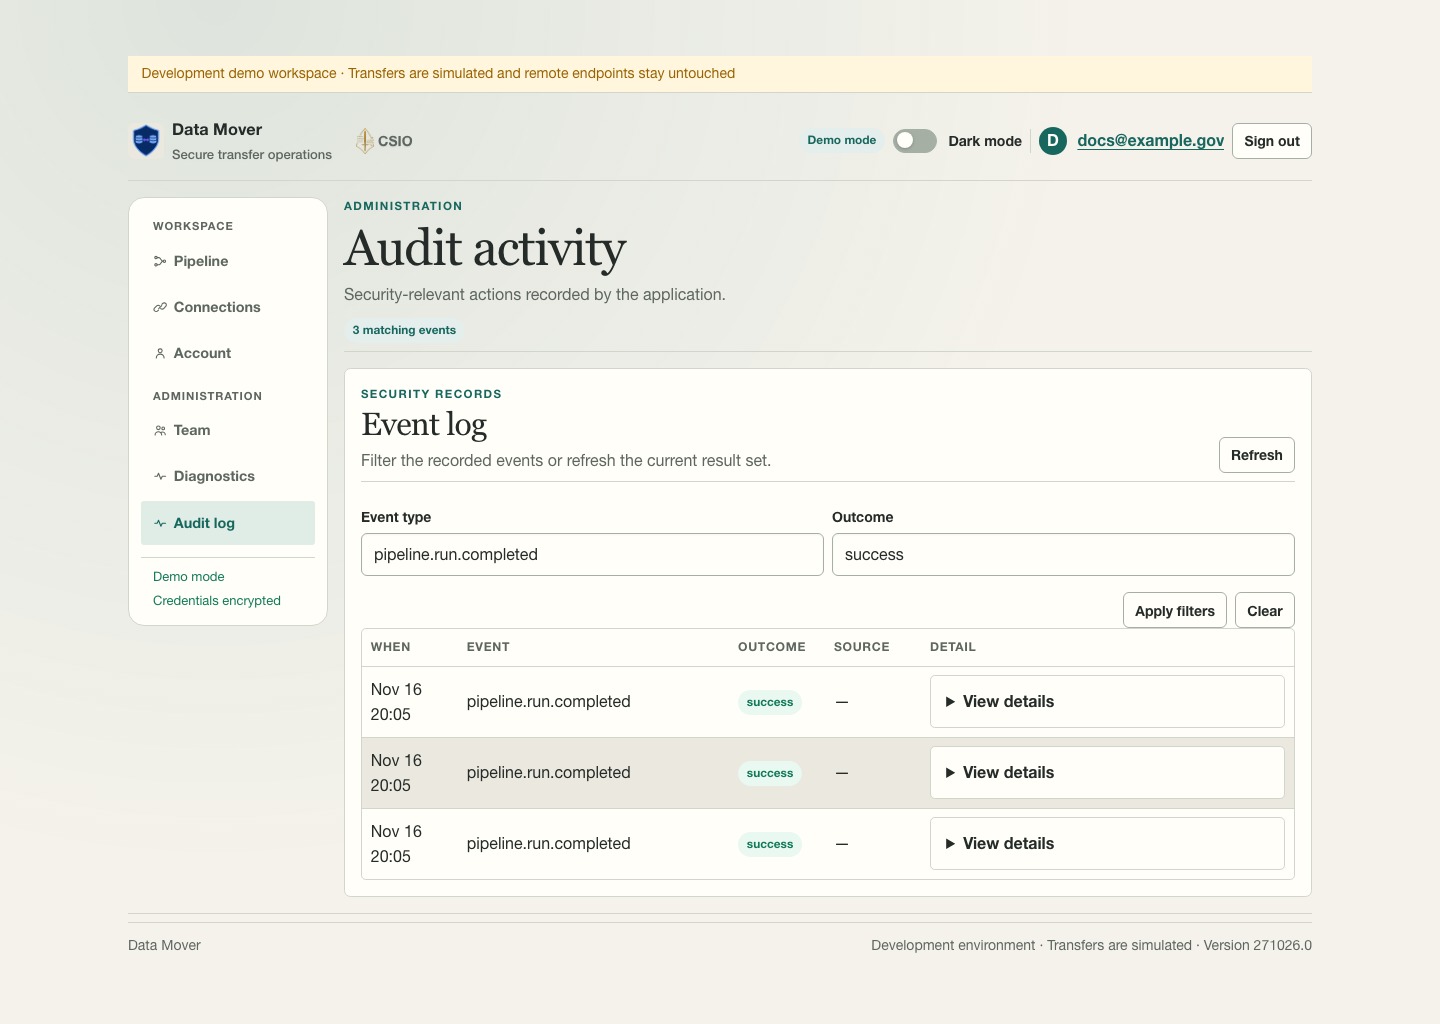 Development demo workspace · Transfers are simulated and remote endpoints stay untouched
Data Mover
Secure transfer operations
CSIO
Demo mode
Dark mode
D
docs@example.gov
Sign out
WORKSPACE
Pipeline
Connections
Account
ADMINISTRATION
Team
Diagnostics
Audit log
Demo mode
Credentials encrypted
ADMINISTRATION
Audit activity
Security-relevant actions recorded by the application.
3 matching events
SECURITY RECORDS
Event log
Filter the recorded events or refresh the current result set.
Refresh
Event type
Outcome
pipeline.run.completed
success
Apply filters
Clear
WHEN EVENT OUTCOME SOURCE DETAIL
Nov 16
20:05
pipeline.run.completed
success
—
View details
Nov 16
20:05
pipeline.run.completed
success
—
View details
Nov 16
20:05
pipeline.run.completed
success
—
View details
Data Mover
Development environment · Transfers are simulated · Version 271026.0